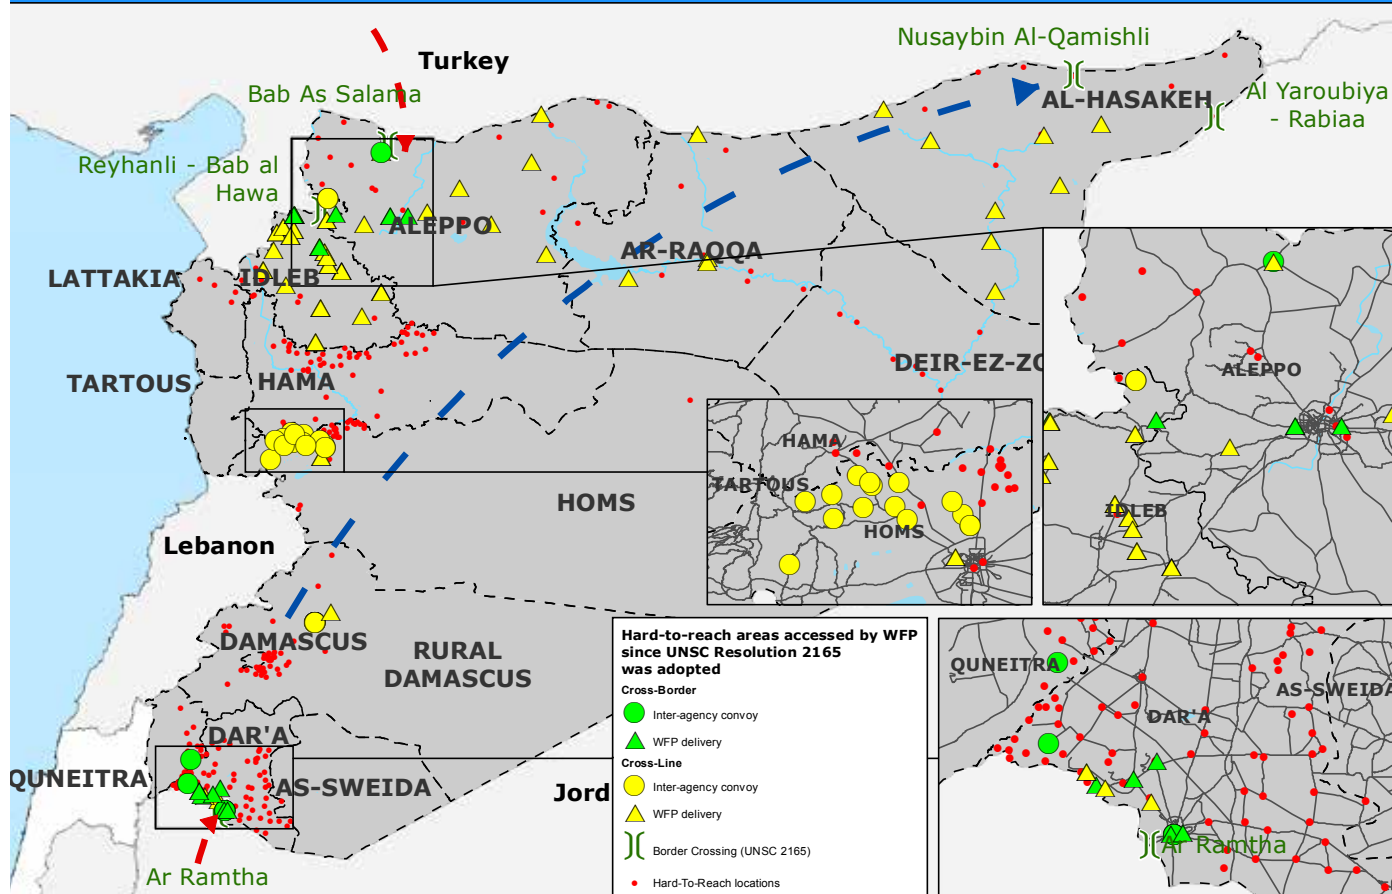 Turkey
Nusaybin Al-Qamishli
Bab As Salama
AL-HASAKEH
Al Yaroubiya
- Rabiaa
Reyhanli - Bab al
Hawa
ALEPPO
AR-RAQQA
LATTAKIA
IDLEB
DEIR-EZ-ZO
TARTOUS
HAMA
HOMS
Lebanon
DAMASCUS
RURAL
DAMASCUS
DAR'A
QUNEITRA
AS-SWEIDA
Jord
Ar Ramtha
HAMA
TARTOUS
HOMS
ALEPPO
IDLEB
Hard-to-reach areas accessed by WFP
since UNSC Resolution 2165
was adopted
Cross-Border
Inter-agency convoy
WFP delivery
Cross-Line
Inter-agency convoy
WFP delivery
Border Crossing (UNSC 2165)
Hard-To-Reach locations
QUNEITRA
AS-SWEIDA
DAR'A
Ar Ramtha